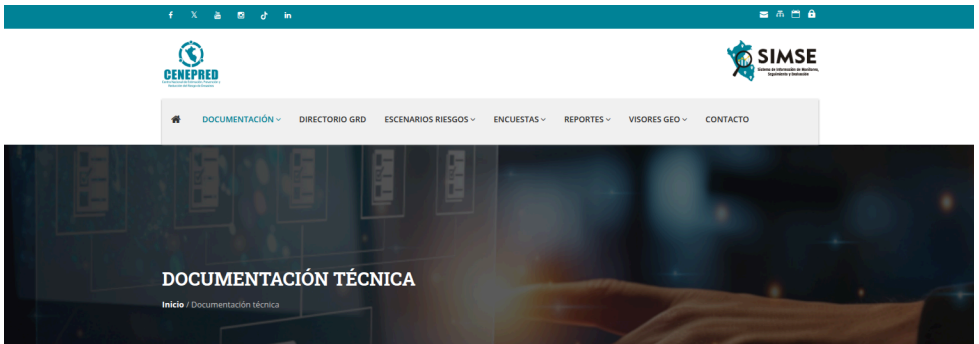 CENEPRED
SIMSE
Sistema de Información de Monitoreo,
Seguimiento y Evaluación
DOCUMENTACIÓN
DIRECTORIO GRD
ESCENARIOS RIESGOS
ENCUESTAS
REPORTES
VISORES GEO
CONTACTO
DOCUMENTACIÓN TÉCNICA
Inicio / Documentación técnica